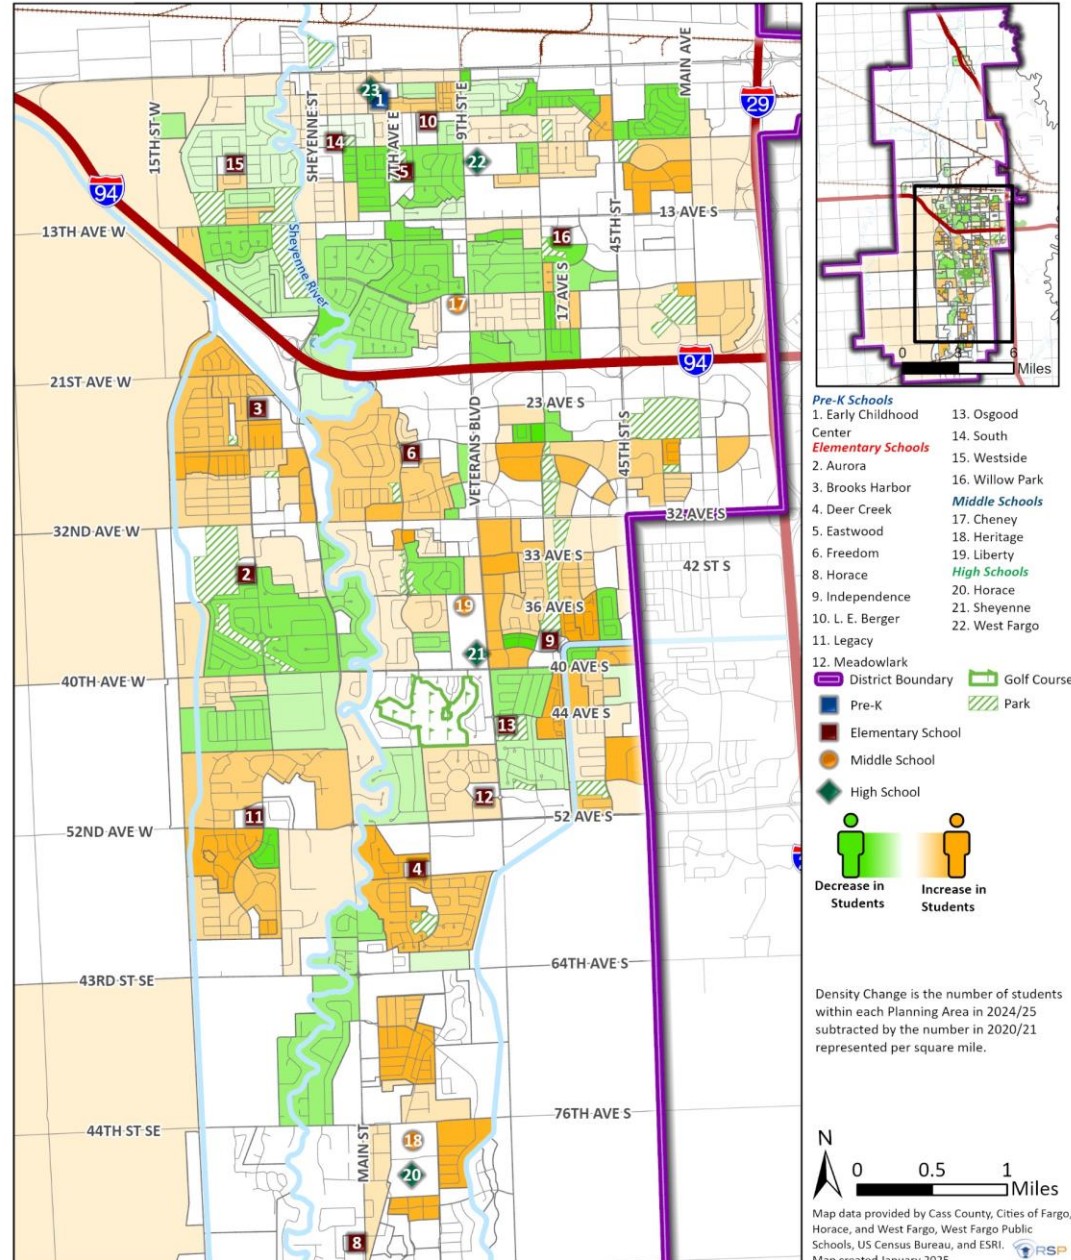 MAIN AVE
29
23
1
9TH ST E
SHEYENNE ST
15TH ST W
7TH AVE E
10
14
15
5
22
94
13 AVE S
45TH ST
13TH AVE W
16
Sheyenne River
17 AVE S
17
94
21ST AVE W
23 AVE S
3
VETERANS BLVD
45TH ST S
6
32 AVE S
32ND AVE W
33 AVE S
42 ST S
2
19
36 AVE S
9
21
40 AVE S
40TH AVE W
44 AVE S
13
12
11
52 AVE S
52ND AVE W
4
64TH AVE S
43RD ST SE
76TH AVE S
44TH ST SE
MAIN ST
18
20
8
0 3 6
Miles
Pre-K Schools
1. Early Childhood
Center
Elementary Schools
2. Aurora
3. Brooks Harbor
4. Deer Creek
5. Eastwood
6. Freedom
8. Horace
9. Independence
10. L. E. Berger
11. Legacy
12. Meadowlark
13. Osgood
14. South
15. Westside
16. Willow Park
Middle Schools
17. Cheney
18. Heritage
19. Liberty
High Schools
20. Horace
21. Sheyenne
22. West Fargo
District Boundary
Golf Course
Pre-K
Park
Elementary School
Middle School
High School
Decrease in
Students
Increase in
Students
Density Change is the number of students
within each Planning Area in 2024/25
subtracted by the number in 2020/21
represented per square mile.
N
0 0.5 1
Miles
Map data provided by Cass County, Cities of Fargo,
Horace, and West Fargo, West Fargo Public
Schools, US Census Bureau, and ESRI.
RSP
Map created January 2025